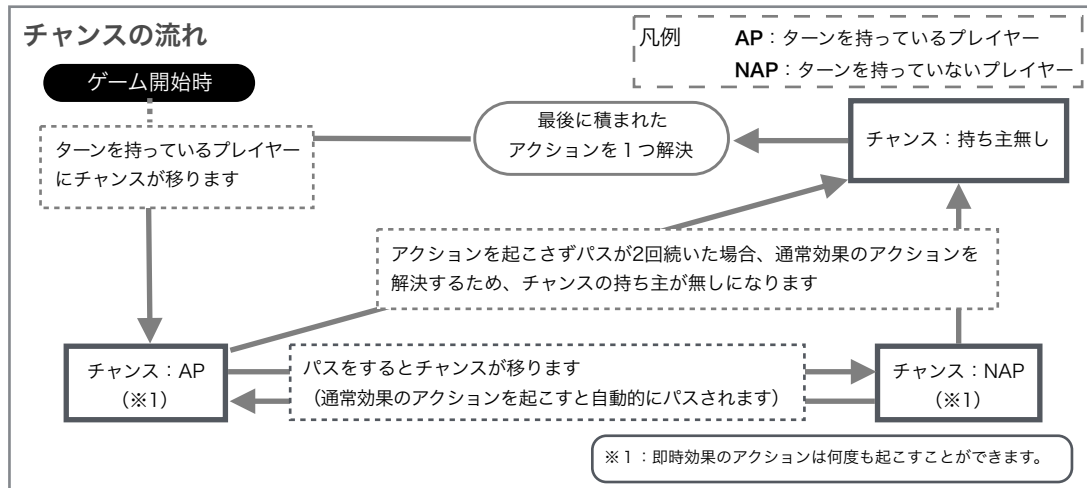 チャンスの流れ
凡例
AP：ターンを持っているプレイヤー
NAP：ターンを持っていないプレイヤー
ゲーム開始時
最後に積まれた
アクションを１つ解決
チャンス：持ち主無し
ターンを持っているプレイヤー
にチャンスが移ります
アクションを起こさずパスが2回続いた場合、通常効果のアクションを
解決するため、チャンスの持ち主が無しになります
チャンス：AP
（※1）
パスをするとチャンスが移ります
（通常効果のアクションを起こすと自動的にパスされます）
チャンス：NAP
（※1）
※１：即時効果のアクションは何度も起こすことができます。